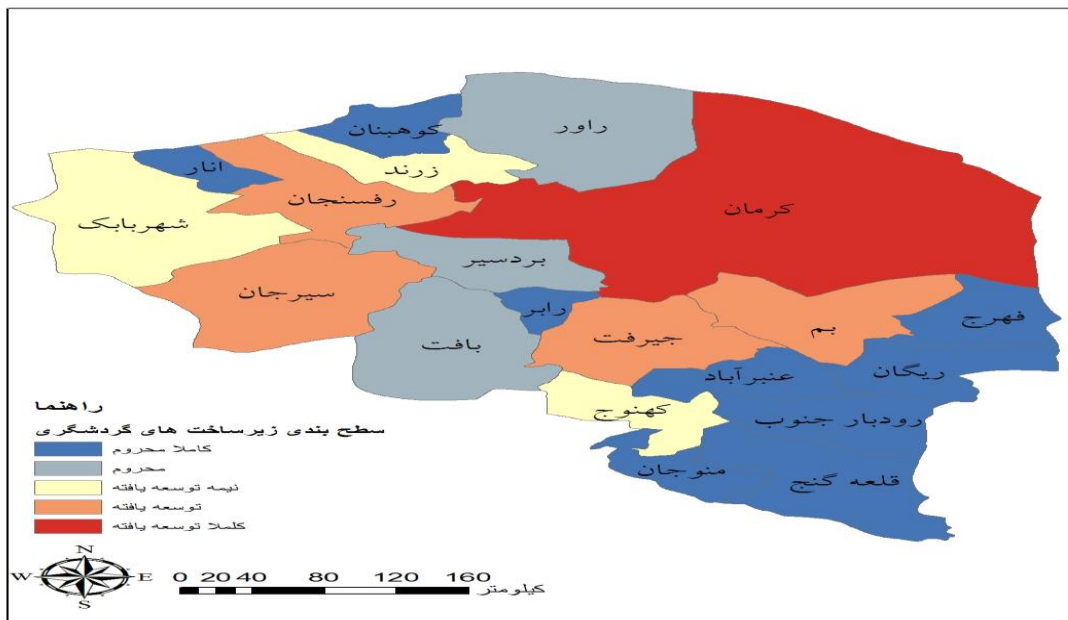 راور
کوهبنان
انار
زرند
رفسنجان
کرمان
شهربابک
بردسیر
سیرجان
رابر
فهرج
بم
جیرفت
بافت
ریگان
عنبرآباد
کهنوج
رودبار جنوب
منوجان
قلعه گنج
راهنما
سطح بندی زیرساخت های گردشگری
کاملا محروم
محروم
نیمه توسعه یافته
توسعه یافته
کلملا توسعه یافته
N
W E
S
0 20 40 80 120 160
کیلومتر